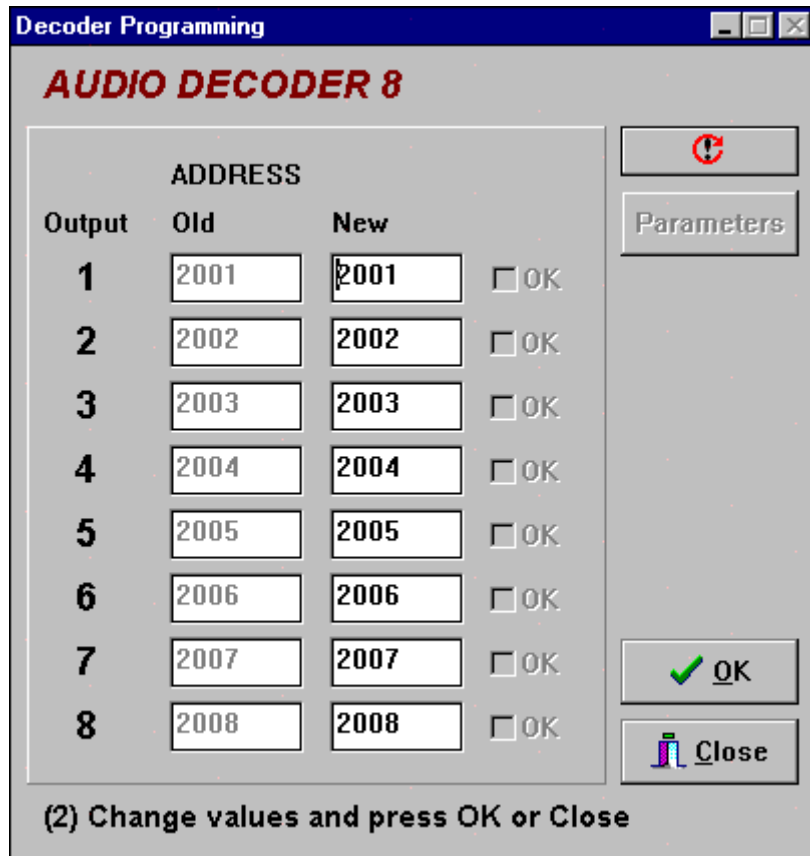 Decoder Programming
AUDIO DECODER 8
ADDRESS
Output Old New
Parameters
1 2001 2001 OK
2 2002 2002 OK
3 2003 2003 OK
4 2004 2004 OK
5 2005 2005 OK
6 2006 2006 OK
7 2007 2007 OK
8 2008 2008 OK
OK
Close
(2) Change values and press OK or Close